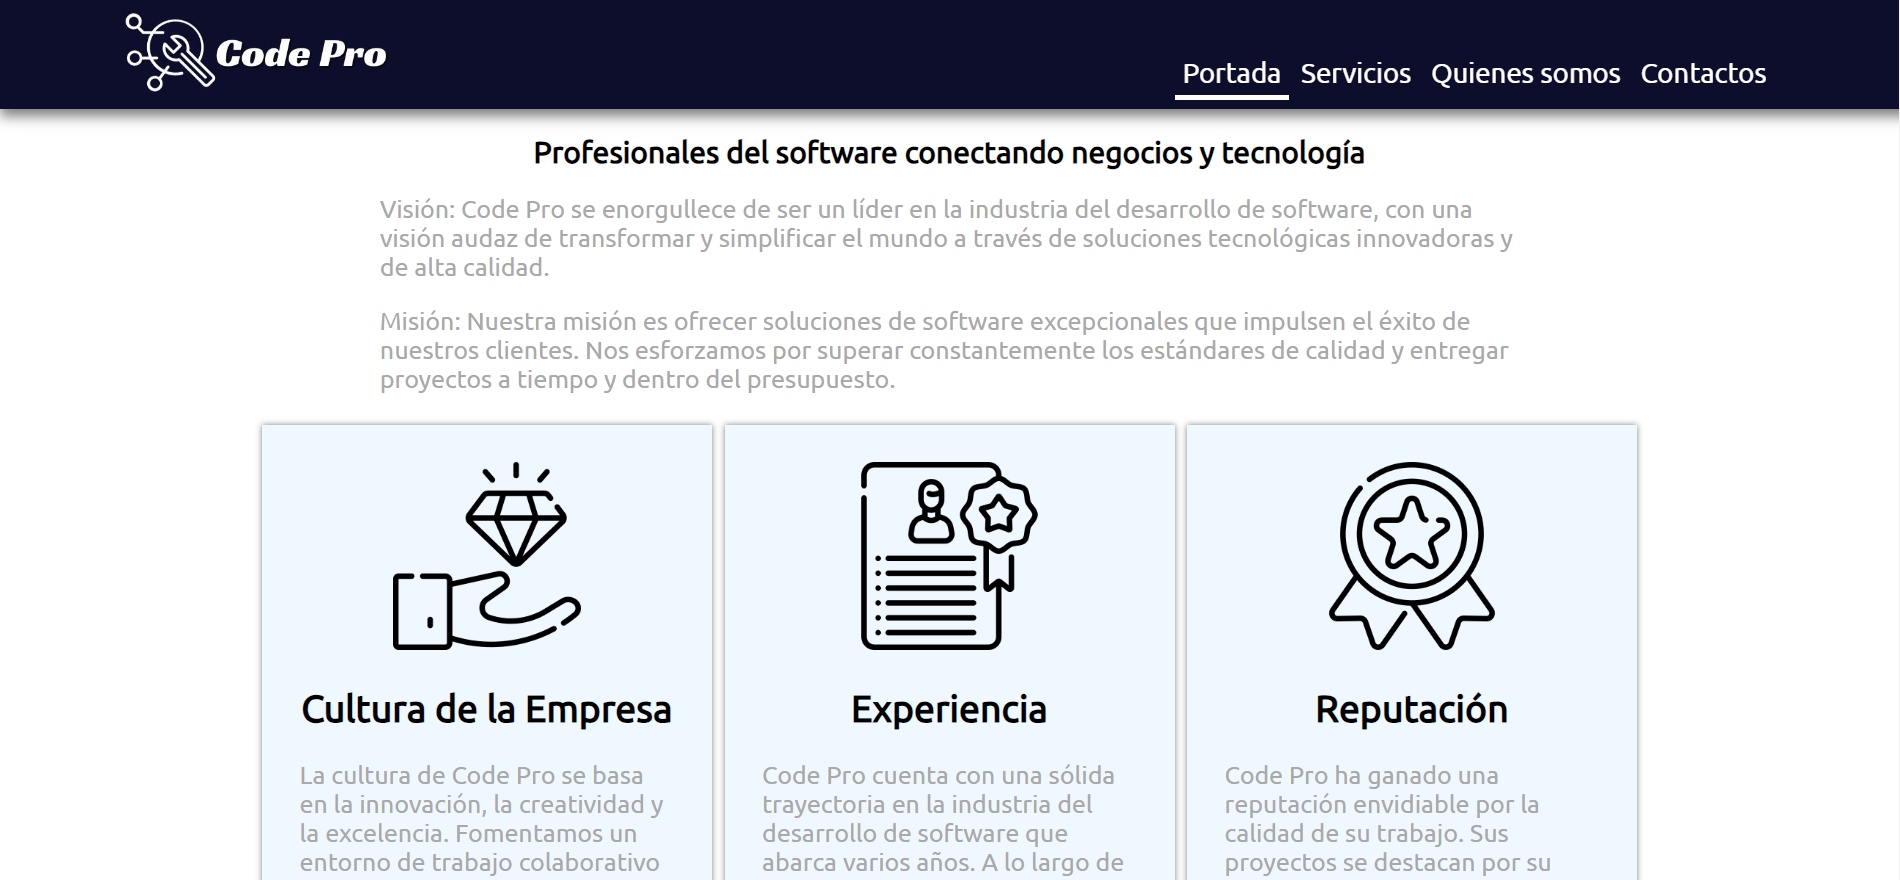 Code Pro
Portada Servicios Quienes somos Contactos
Profesionales del software conectando negocios y tecnología
Visión: Code Pro se enorgullece de ser un líder en la industria del desarrollo de software, con una
visión audaz de transformar y simplificar el mundo a través de soluciones tecnológicas innovadoras y
de alta calidad.
Misión: Nuestra misión es ofrecer soluciones de software excepcionales que impulsen el éxito de
nuestros clientes. Nos esforzamos por superar constantemente los estándares de calidad y entregar
proyectos a tiempo y dentro del presupuesto.
Cultura de la Empresa
La cultura de Code Pro se basa
en la innovación, la creatividad y
la excelencia. Fomentamos un
entorno de trabajo colaborativo
Experiencia
Code Pro cuenta con una sólida
trayectoria en la industria del
desarrollo de software que
abarca varios años. A lo largo de
Reputación
Code Pro ha ganado una
reputación envidiable por la
calidad de su trabajo. Sus
proyectos se destacan por su